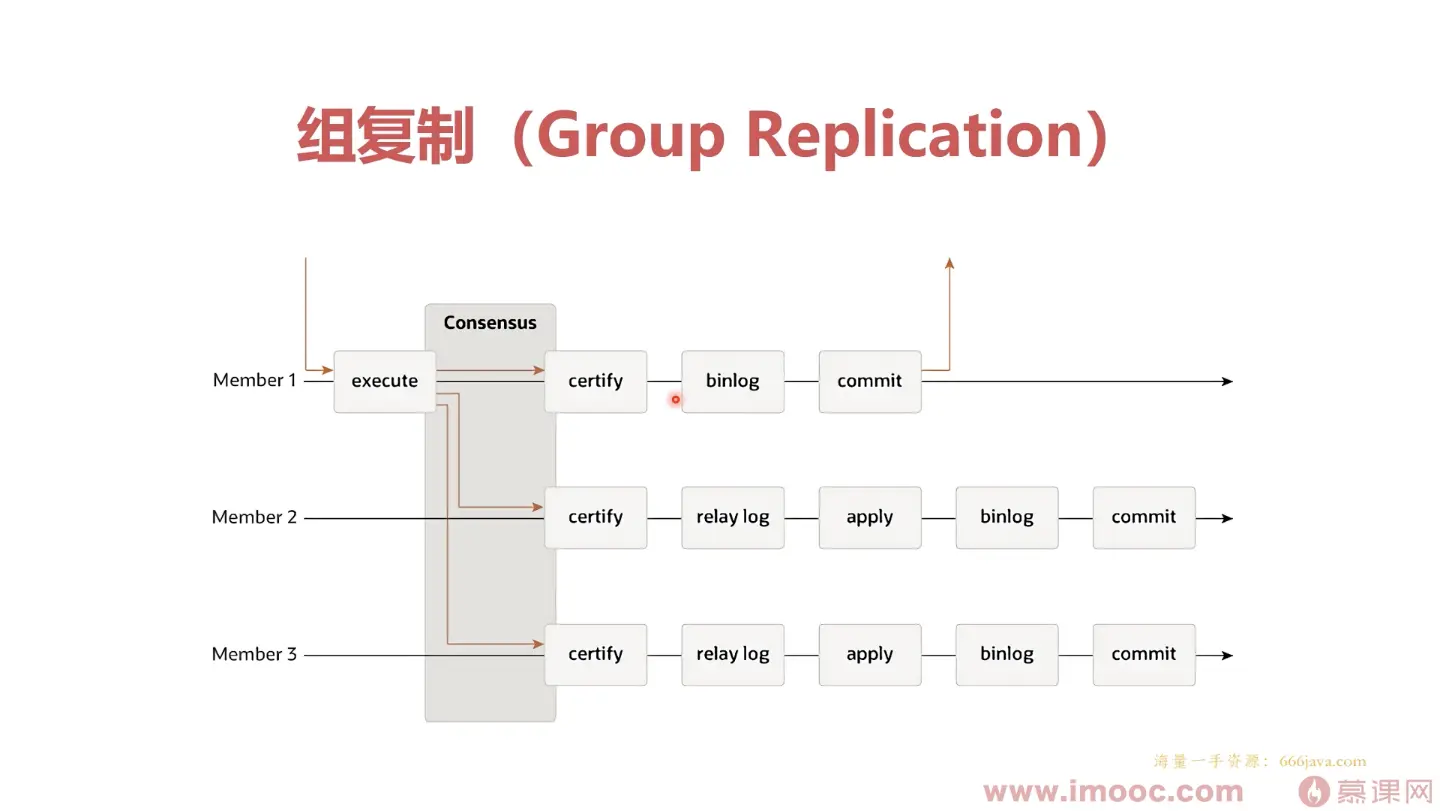 组复制（Group Replication）
Consensus
Member 1 execute certify binlog commit
Member 2 certify relay log apply binlog commit
Member 3 certify relay log apply binlog commit
海量一手资源：666java.com
www.imooc.com 慕课网